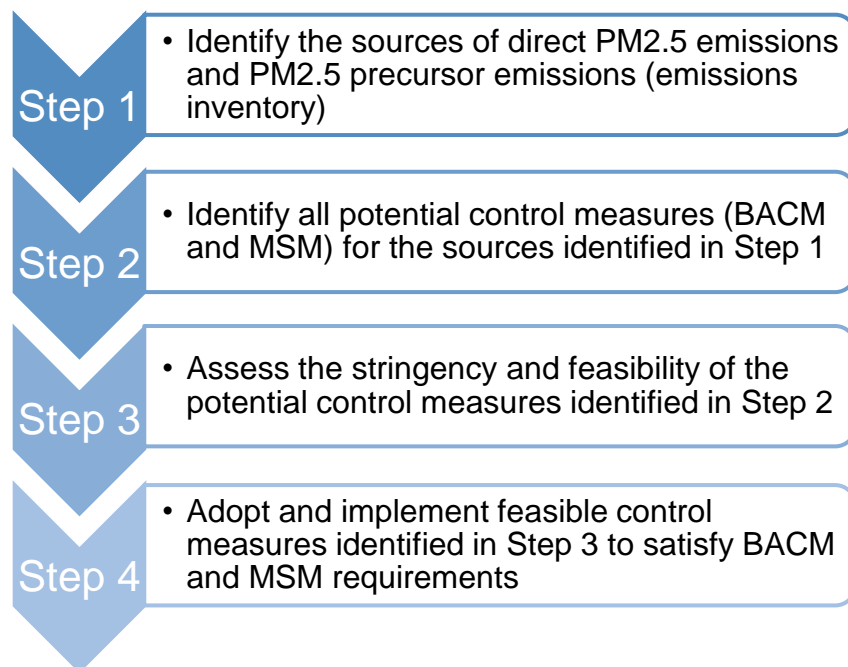 Step 1
• Identify the sources of direct PM2.5 emissions
and PM2.5 precursor emissions (emissions
inventory)
Step 2
• Identify all potential control measures (BACM
and MSM) for the sources identified in Step 1
Step 3
• Assess the stringency and feasibility of the
potential control measures identified in Step 2
Step 4
• Adopt and implement feasible control
measures identified in Step 3 to satisfy BACM
and MSM requirements